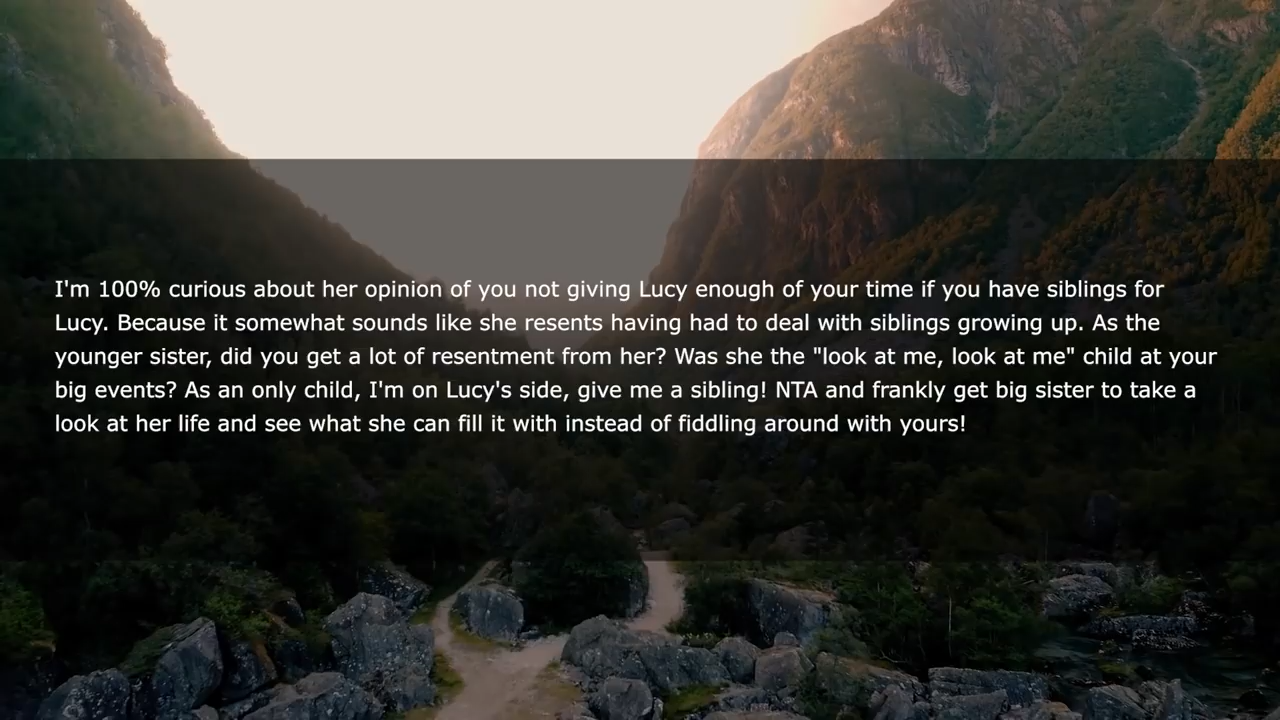 I'm 100% curious about her opinion of you not giving Lucy enough of your time if you have siblings for
Lucy. Because it somewhat sounds like she resents having had to deal with siblings growing up. As the
younger sister, did you get a lot of resentment from her? Was she the "look at me, look at me" child at your
big events? As an only child, I'm on Lucy's side, give me a sibling! NTA and frankly get big sister to take a
look at her life and see what she can fill it with instead of fiddling around with yours!